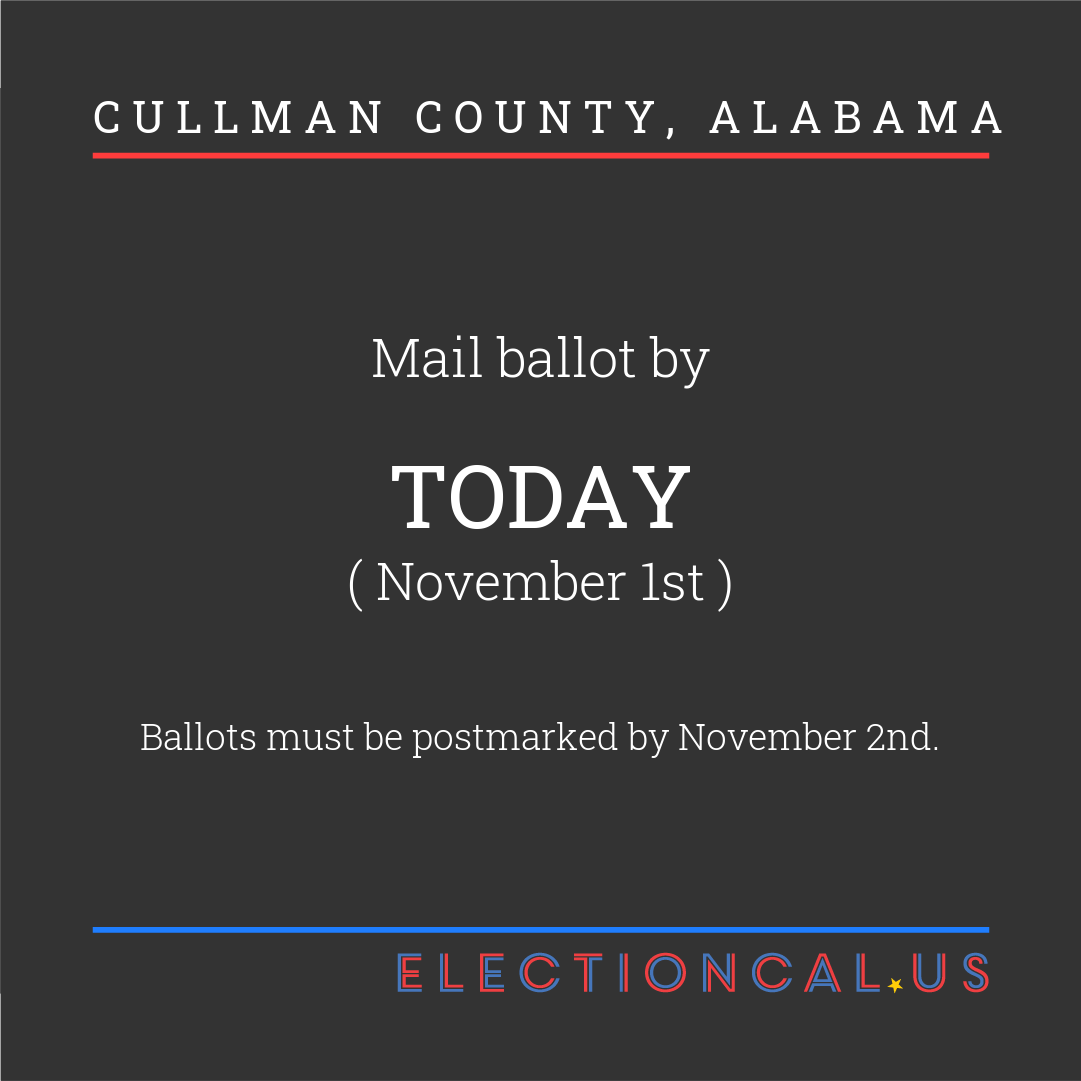 CULLMAN COUNTY, ALABAMA
Mail ballot by
TODAY
( November 1st )
Ballots must be postmarked by November 2nd.
ELECTIONCAL.US